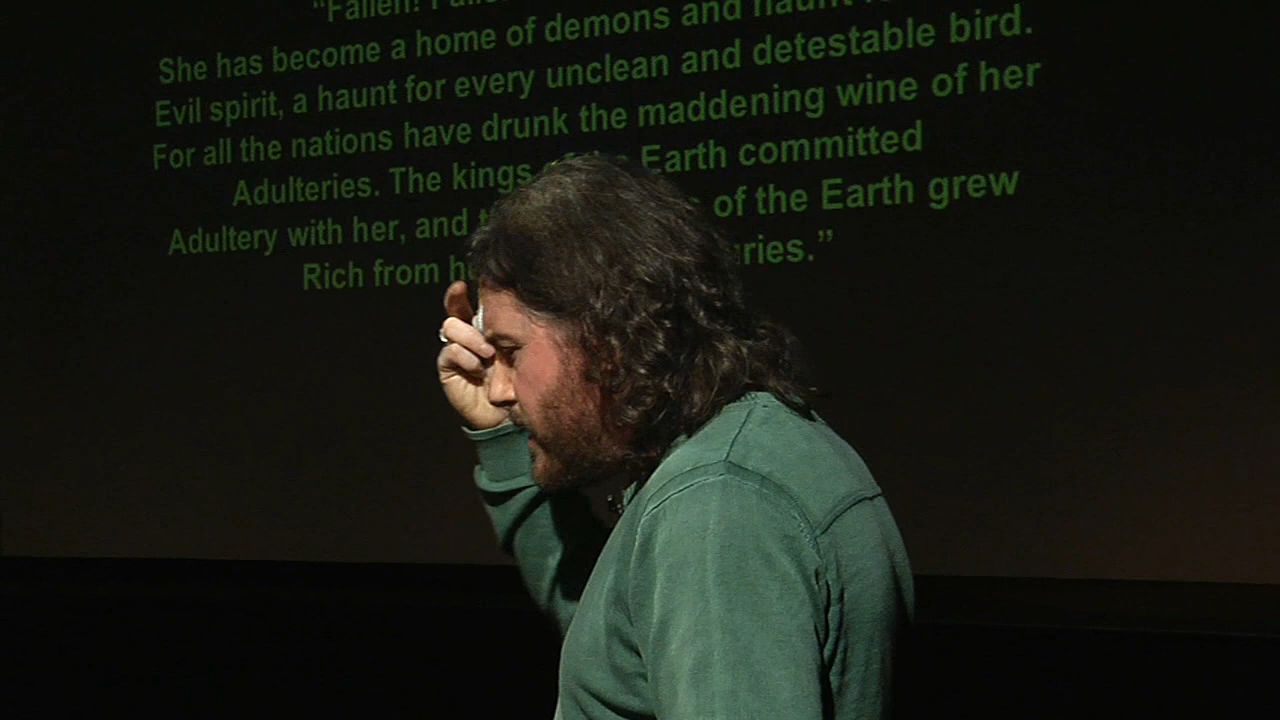 "Fallen!
She has become a home of demons and haunt
Evil spirit, a haunt for every unclean and detestable bird.
For all the nations have drunk the maddening wine of her
Adulteries. The kings Earth committed
Adultery with her, and of the Earth grew
Rich from